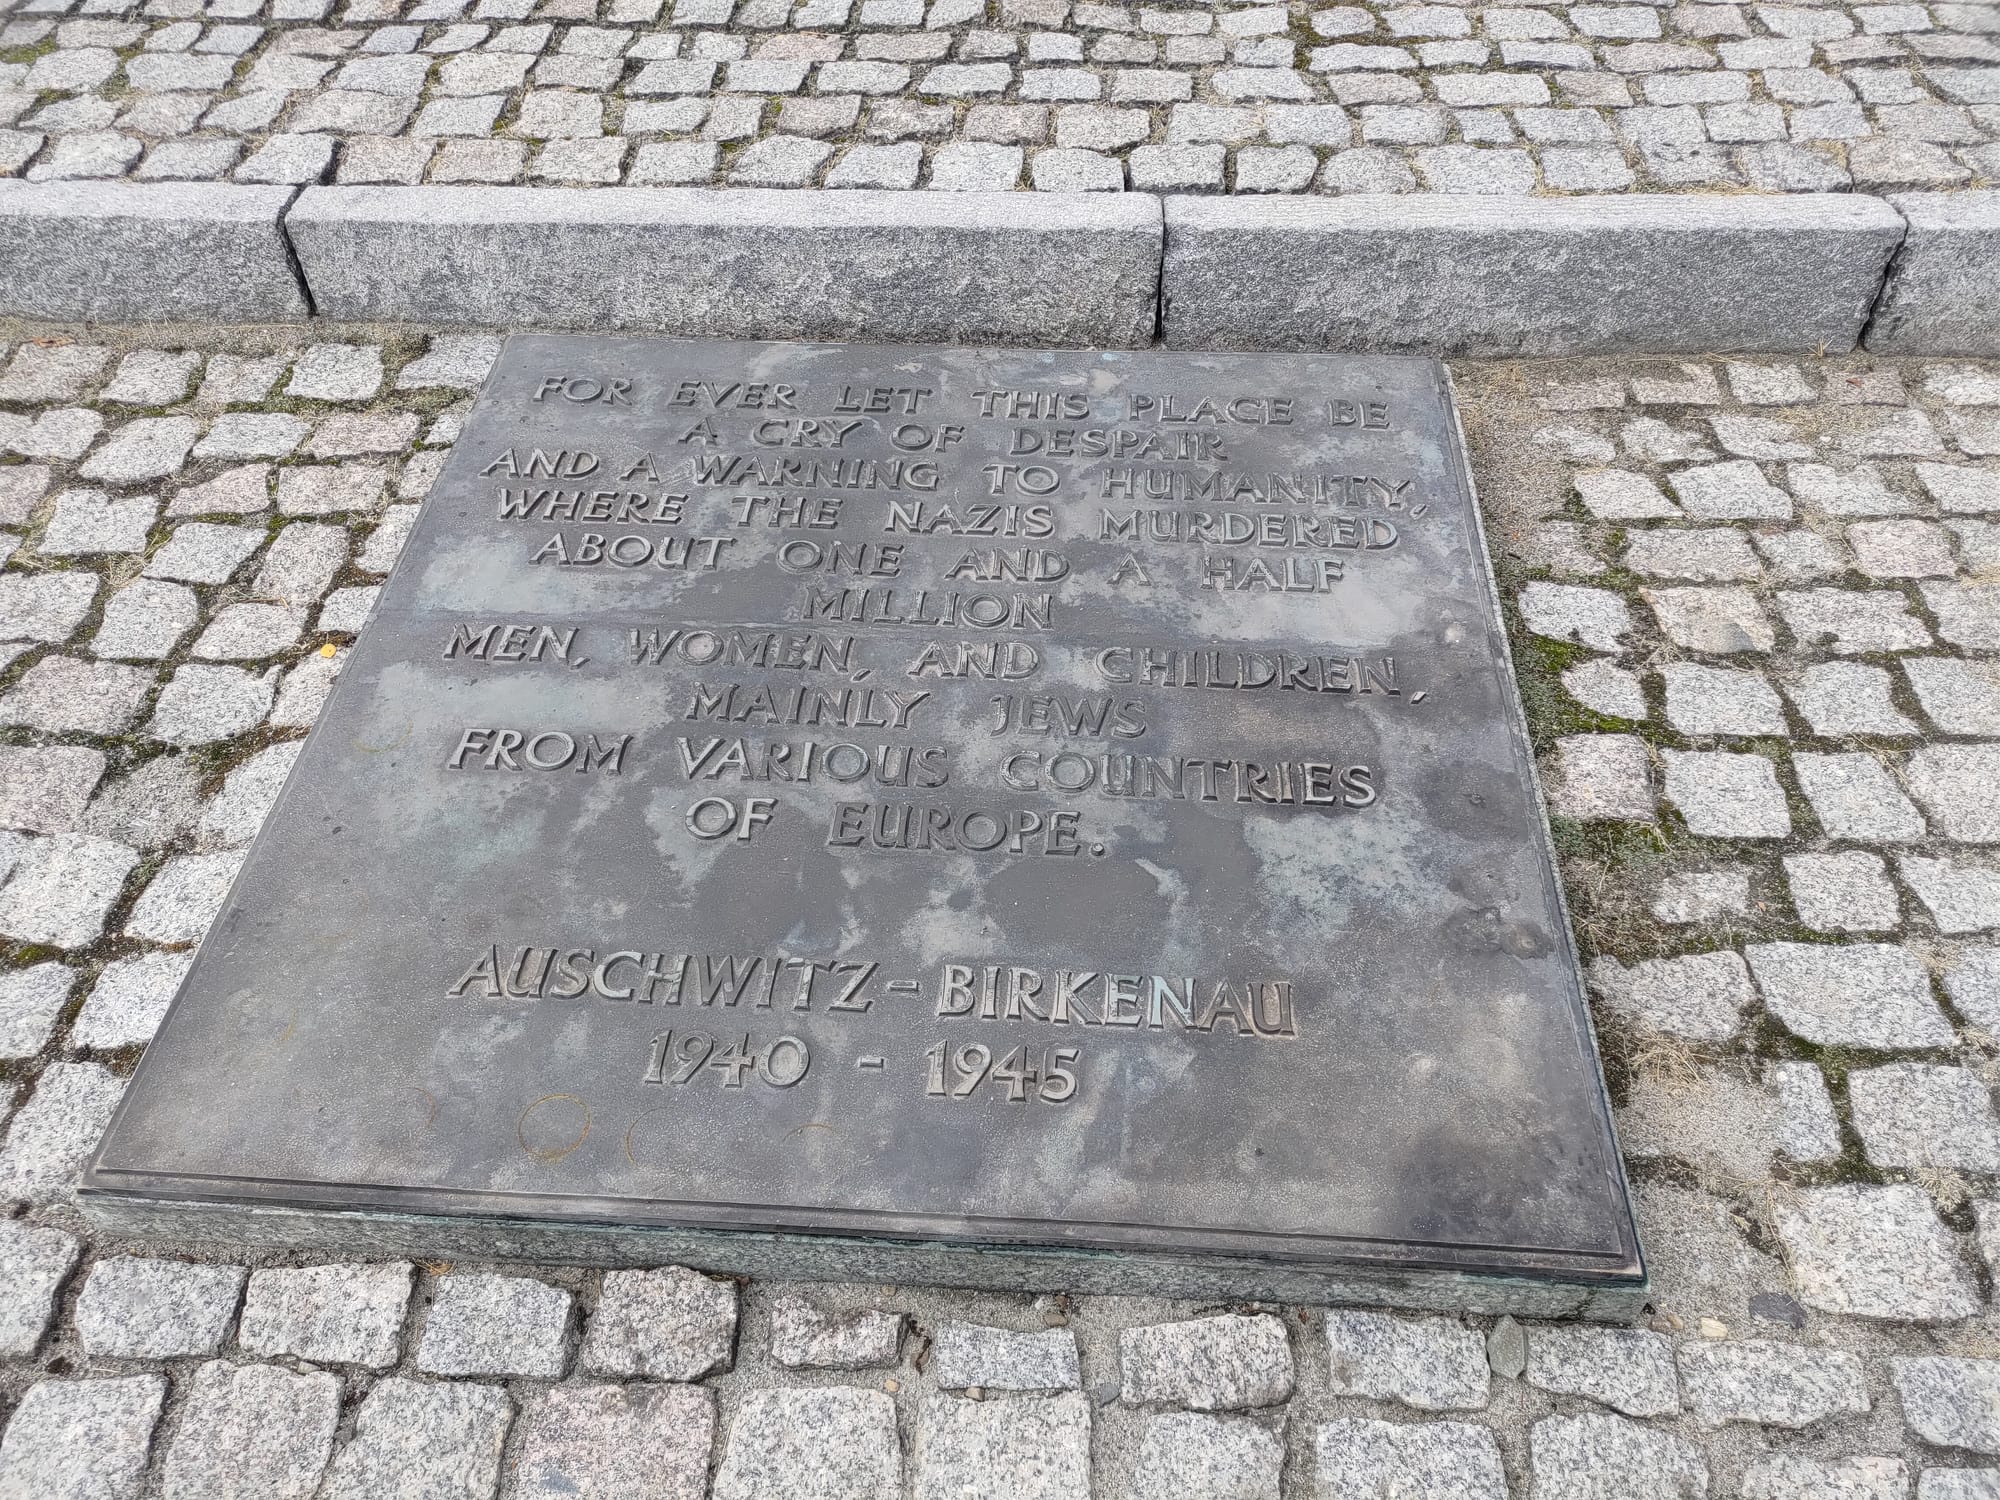 FOR EVER LET THIS PLACE BE
A CRY OF DESPAIR
AND A WARNING TO HUMANITY,
WHERE THE NAZIS MURDERED
ABOUT ONE AND A HALF
MILLION
MEN, WOMEN, AND CHILDREN,
MAINLY JEWS
FROM VARIOUS COUNTRIES
OF EUROPE.
AUSCHWITZ - BIRKENAU
1940 - 1945